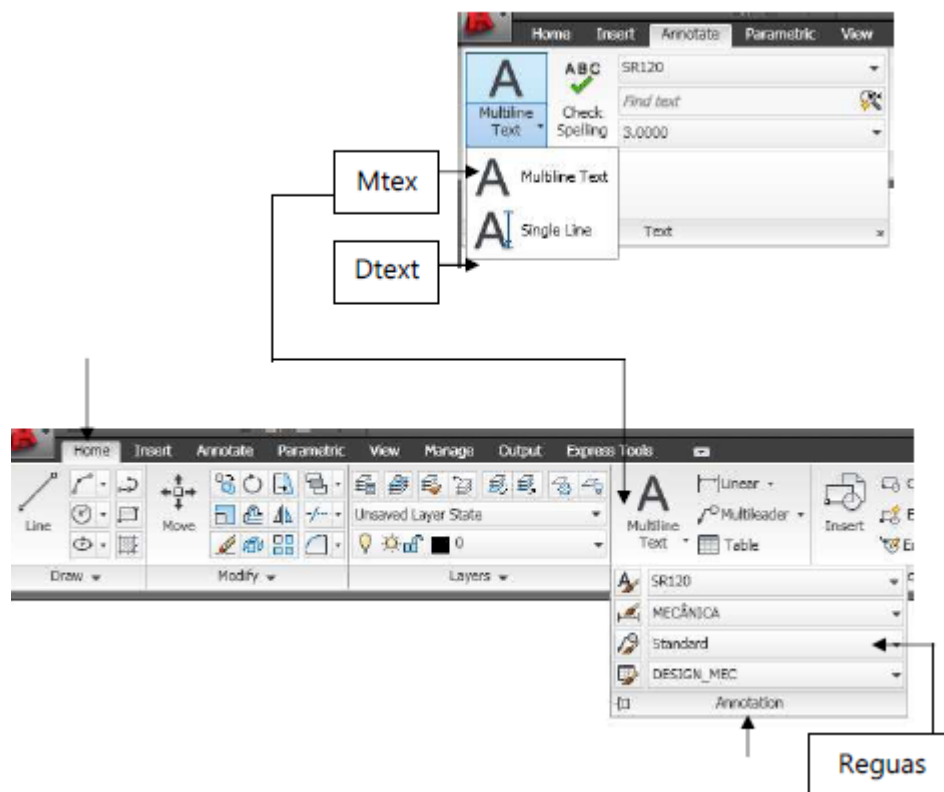 Home Insert Annotate Parametric View
A B C SR120
Find text
Multiline Check
Text Spelling 3.0000
Mtex
Multiline Text
Single Line
Text
Dtext
Home Insert Annotate Parametric View Manage Output Express Tools
Linear
Unsaved Layer State
Multileader
Line Move Multiline Insert
Text Table
0
Draw Modify Layers
SR120
MECÂNICA
Standard
DESIGN_MEC
Annotation
Reguas